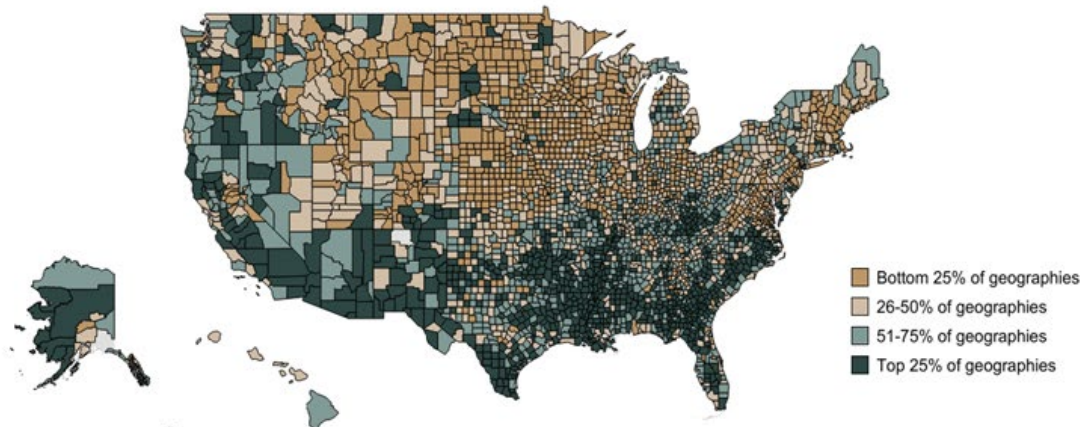 Bottom 25% of geographies
26-50% of geographies
51-75% of geographies
Top 25% of geographies